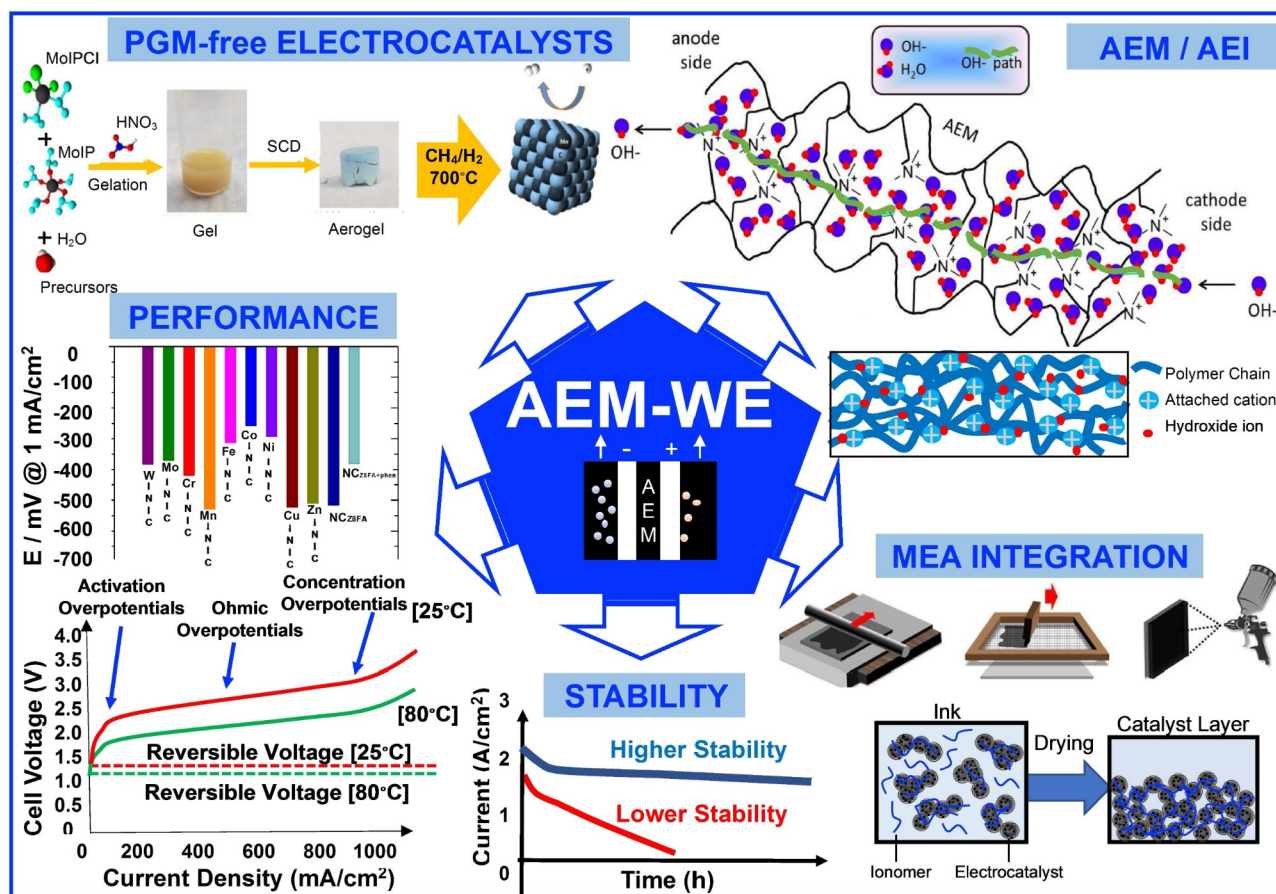 PGM-free ELECTROCATALYSTS
MoIPCl
+
MoIP
+
H₂O
Precursors
HNO₃
Gelation
Gel
SCD
Aerogel
CH₄/H₂
700°C
Mo
C
AEM / AEI
OH-
H₂O
OH- path
anode
side
OH-
AEM
N⁺
N⁺
N⁺
N⁺
N⁺
N⁺
N⁺
N⁺
cathode
side
OH-
Polymer Chain
Attached cation
Hydroxide ion
PERFORMANCE
E / mV @ 1 mA/cm²
0
-100
-200
-300
-400
-500
-600
-700
W-N-C
Mo-N-C
Cr-N-C
Mn-N-C
Fe-N-C
Co-N-C
Ni-N-C
Cu-N-C
Zn-N-C
NC_Z8FA
NC_Z8FA+phen
AEM-WE
- +
AEM
Activation
Overpotentials
Ohmic
Overpotentials
Concentration
Overpotentials
[25°C]
[80°C]
Reversible Voltage [25°C]
Reversible Voltage [80°C]
Cell Voltage (V)
4.0
3.5
3.0
2.5
2.0
1.5
1.0
0.5
0
0 200 400 600 800 1000
Current Density (mA/cm²)
STABILITY
Current (A/cm²)
3
2
1
0
Higher Stability
Lower Stability
Time (h)
MEA INTEGRATION
Ink
Drying
Catalyst Layer
Ionomer
Electrocatalyst